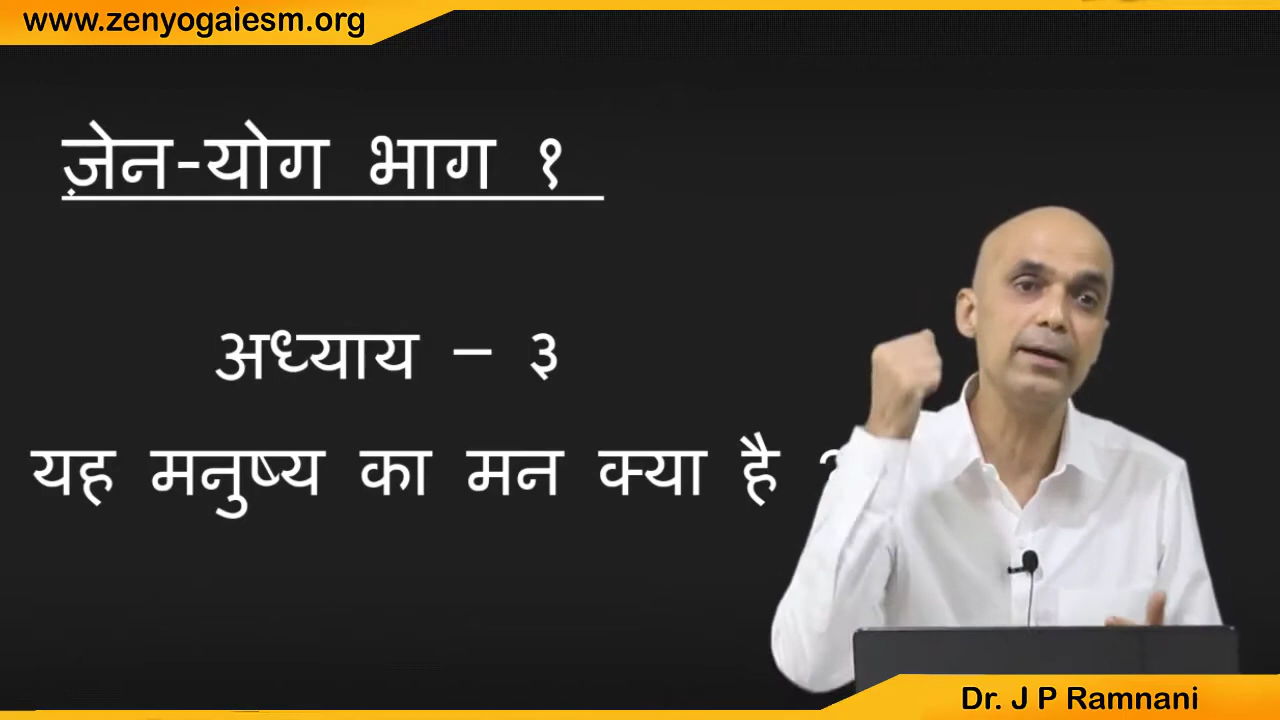 www.zenyogaiesm.org
ज़ेन-योग भाग १
अध्याय – ३
यह मनुष्य का मन क्या है ?
Dr. J P Ramnani